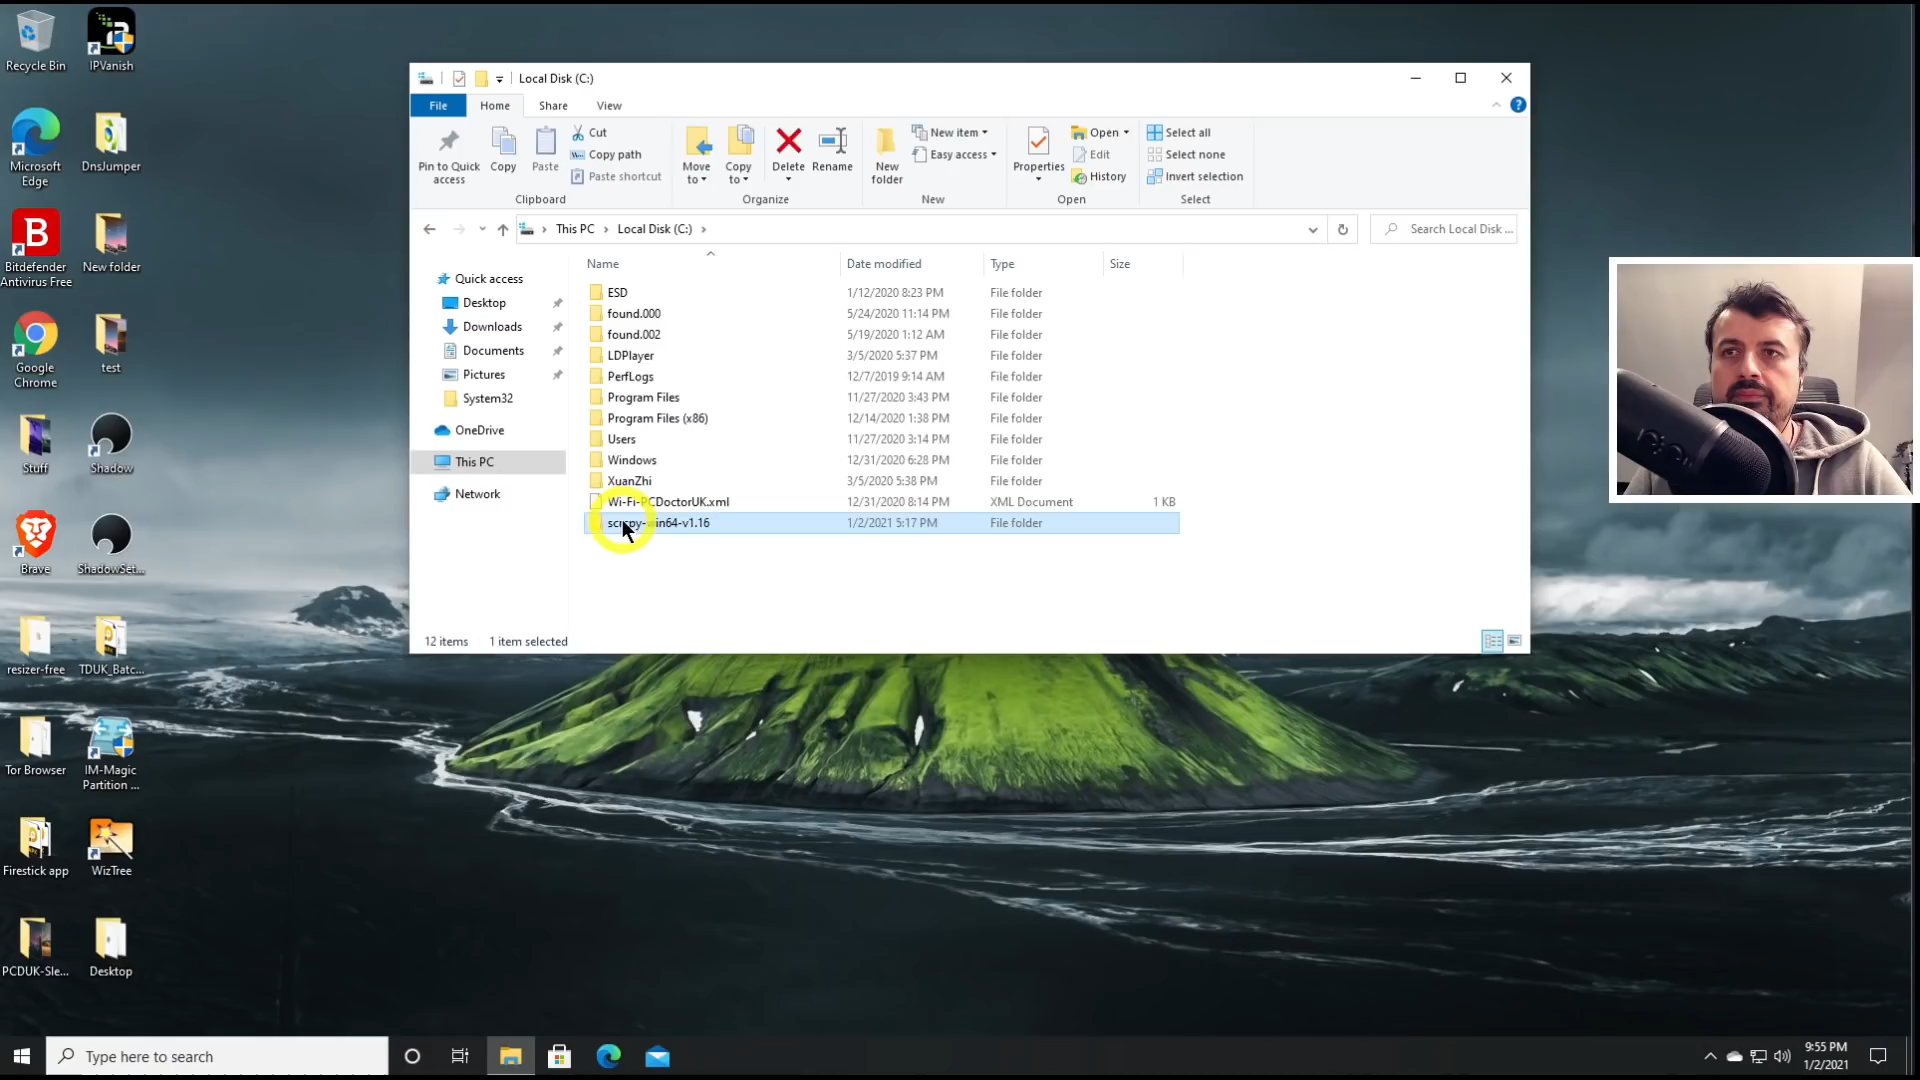 Recycle Bin
IPVanish
Microsoft
Edge
DnsJumper
Bitdefender
Antivirus Free
New folder
Google
Chrome
test
Stuff
Shadow
Brave
ShadowSet...
resizer-free
TDUK_Batc...
Tor Browser
IM-Magic
Partition ...
Firestick app
WizTree
PCDUK-Sle...
Desktop
Local Disk (C:)
File
Home
Share
View
Pin to Quick
access
Copy
Paste
Cut
Copy path
Paste shortcut
Clipboard
Move
to
Copy
to
Delete
Rename
Organize
New
folder
New item
Easy access
New
Properties
Open
Edit
History
Open
Select all
Select none
Invert selection
Select
This PC > Local Disk (C:) >
Search Local Disk ...
Quick access
Desktop
Downloads
Documents
Pictures
System32
OneDrive
This PC
Network
Name Date modified Type Size
ESD 1/12/2020 8:23 PM File folder
found.000 5/24/2020 11:14 PM File folder
found.002 5/19/2020 1:12 AM File folder
LDPlayer 3/5/2020 5:37 PM File folder
PerfLogs 12/7/2019 9:14 AM File folder
Program Files 11/27/2020 3:43 PM File folder
Program Files (x86) 12/14/2020 1:38 PM File folder
Users 11/27/2020 3:14 PM File folder
Windows 12/31/2020 6:28 PM File folder
XuanZhi 3/5/2020 5:38 PM File folder
Wi-Fi-PCDoctorUK.xml 12/31/2020 8:14 PM XML Document 1 KB
scrcpy-win64-v1.16 1/2/2021 5:17 PM File folder
12 items 1 item selected
Type here to search
9:55 PM
1/2/2021